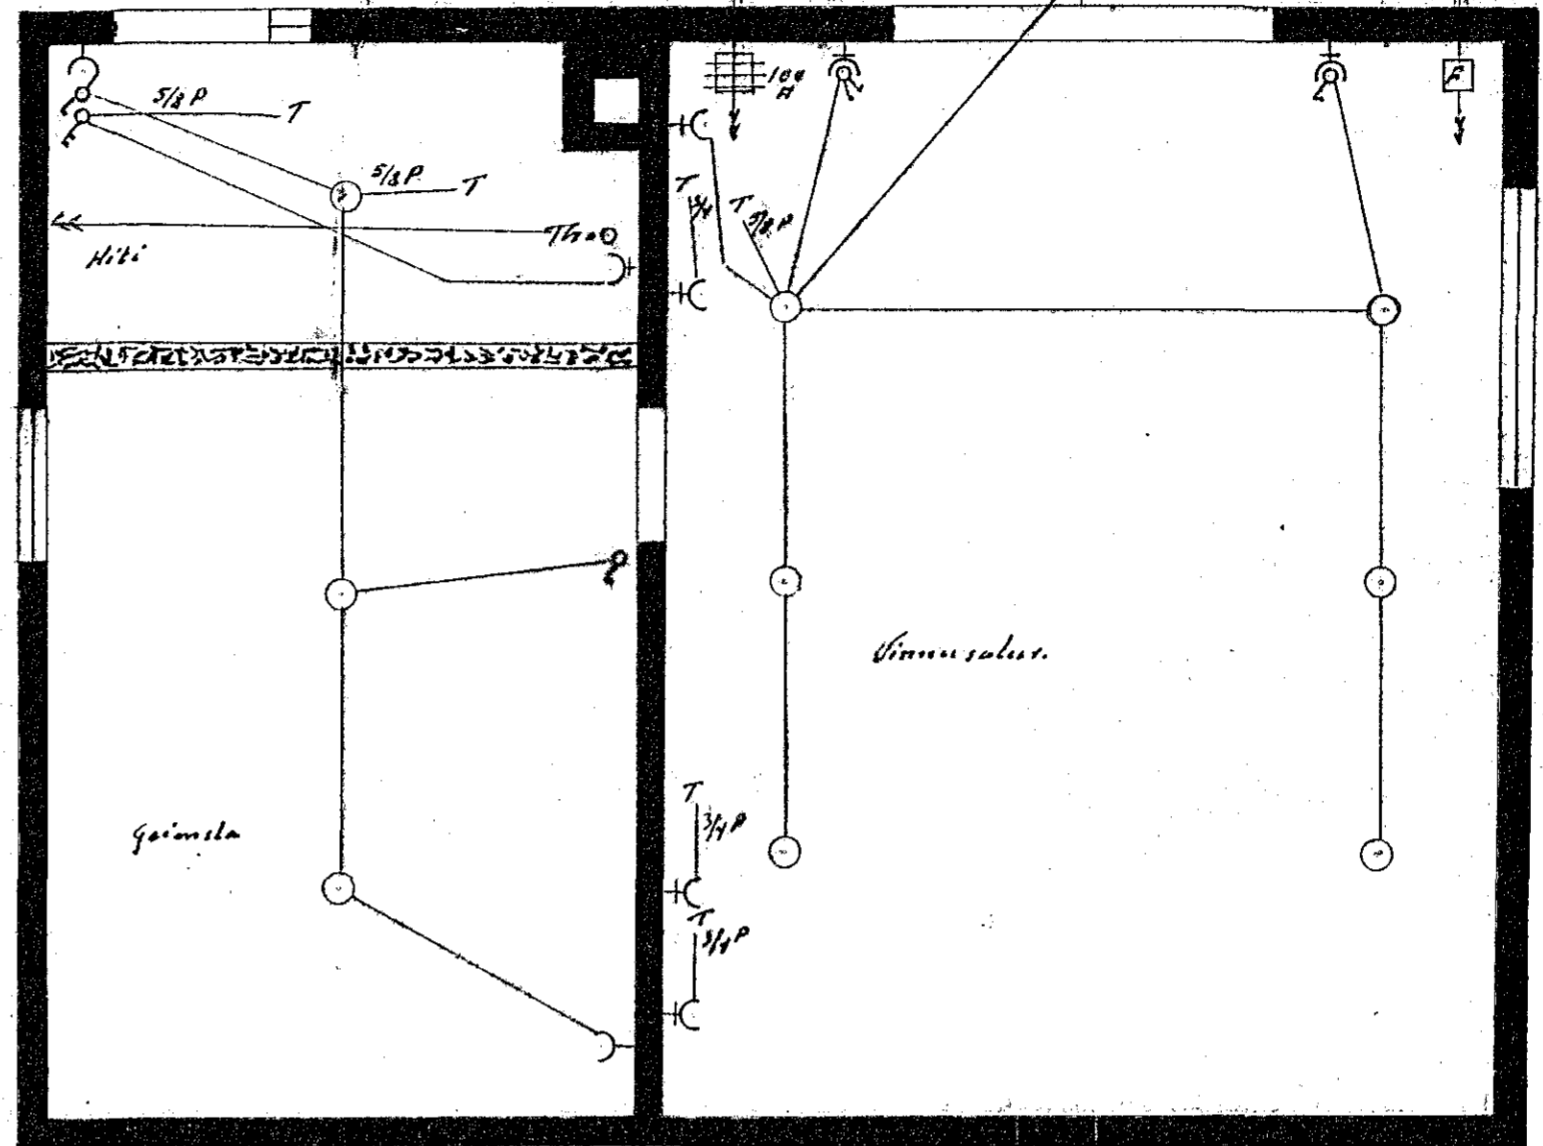 5/8 P T
5/8 P. T
Th.
Hiti
T
3/4
T
5/8 P
100
A
Vinnusalur.
Geimsla
T
3/4 P
T
3/4 P